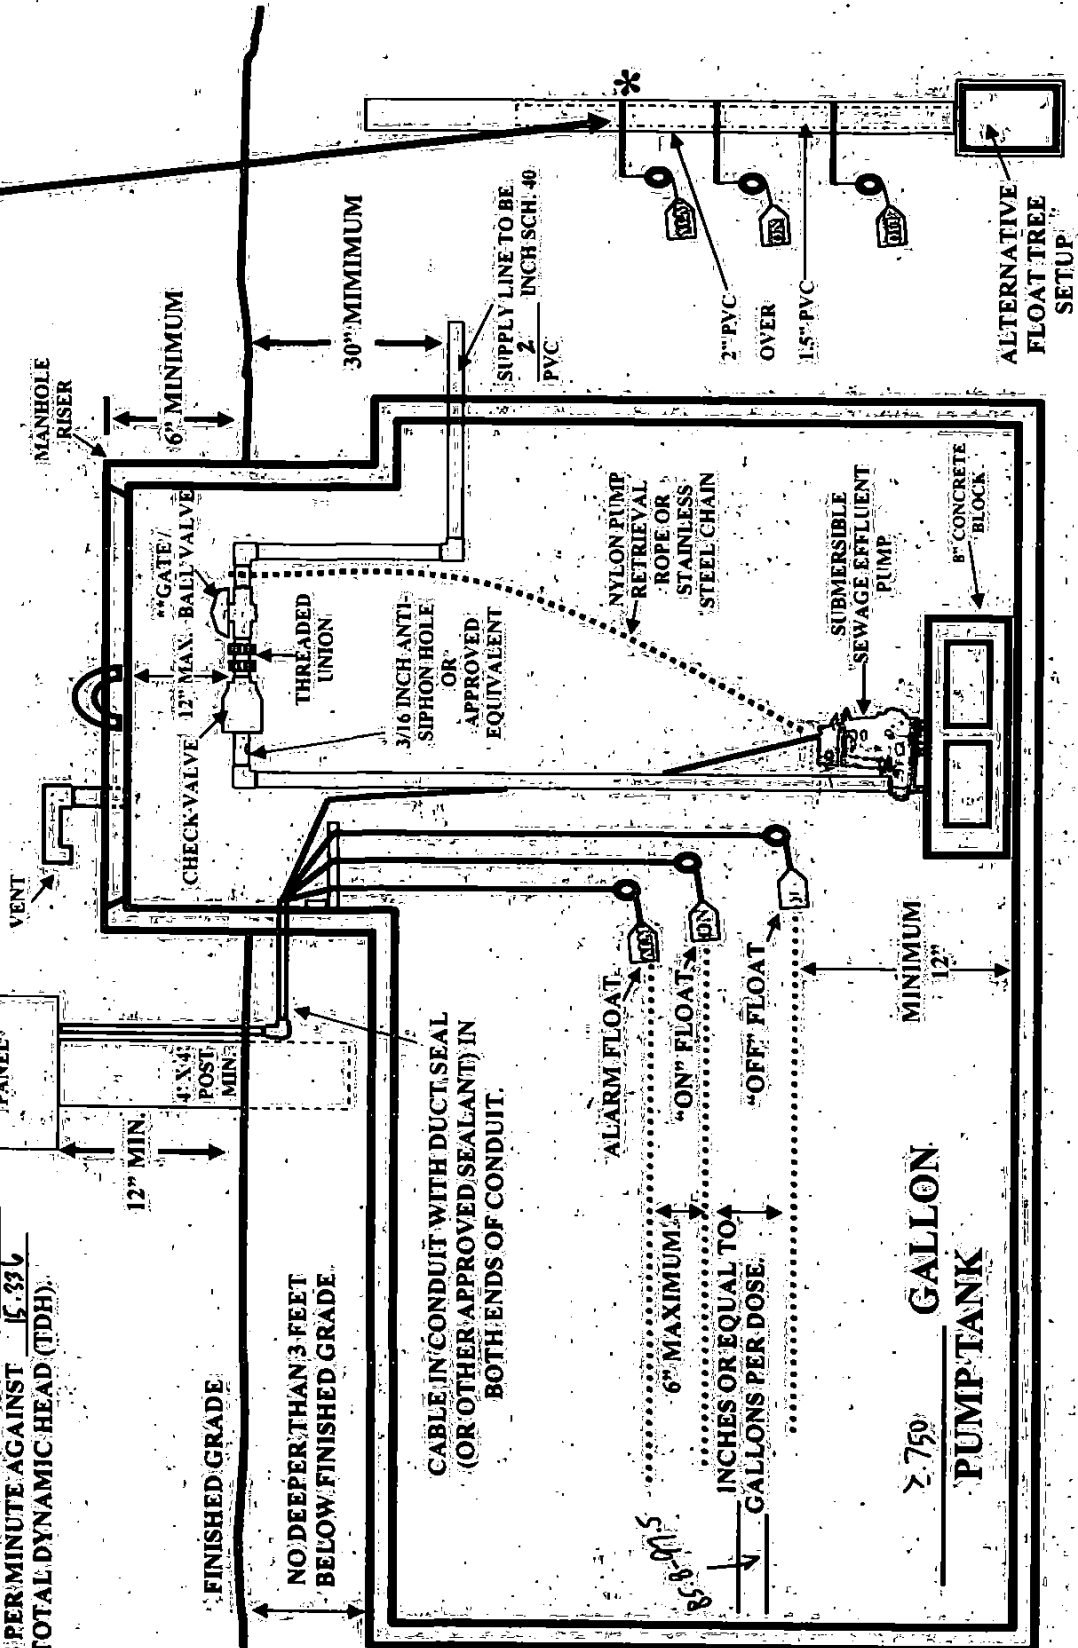 PER MINUTE AGAINST 15.336
TOTAL DYNAMIC HEAD (TDH).
PANEL
12" MIN.
4" X 4"
POST
MIN
VENT
MANHOLE
RISER
6" MINIMUM
FINISHED GRADE
NO DEEPER THAN 3 FEET
BELOW FINISHED GRADE
CHECK-VALVE
12" MAX.
**GATE /
BALL VALVE
THREADED
UNION
3/16 INCH ANTI-
SIPHON HOLE
OR
APPROVED
EQUIVALENT
30" MIMIMUM
SUPPLY LINE TO BE
2 INCH SCH. 40
PVC
CABLE IN CONDUIT WITH DUCT SEAL
(OR OTHER APPROVED SEALANT) IN
BOTH ENDS OF CONDUIT.
NYLON PUMP
RETRIEVAL
ROPE OR
STAINLESS
STEEL CHAIN
ALARM FLOAT
"ON" FLOAT
ON
"OFF" FLOAT
6" MAXIMUM
INCHES OR EQUAL TO
85.8-97.5
GALLONS PER DOSE.
SUBMERSIBLE
SEWAGE EFFLUENT
PUMP
MINIMUM
12"
8" CONCRETE
BLOCK
≥750 GALLON
PUMP TANK
*
ON
2" PVC
OVER
1.5" PVC
ALTERNATIVE
FLOAT TREE
SETUP